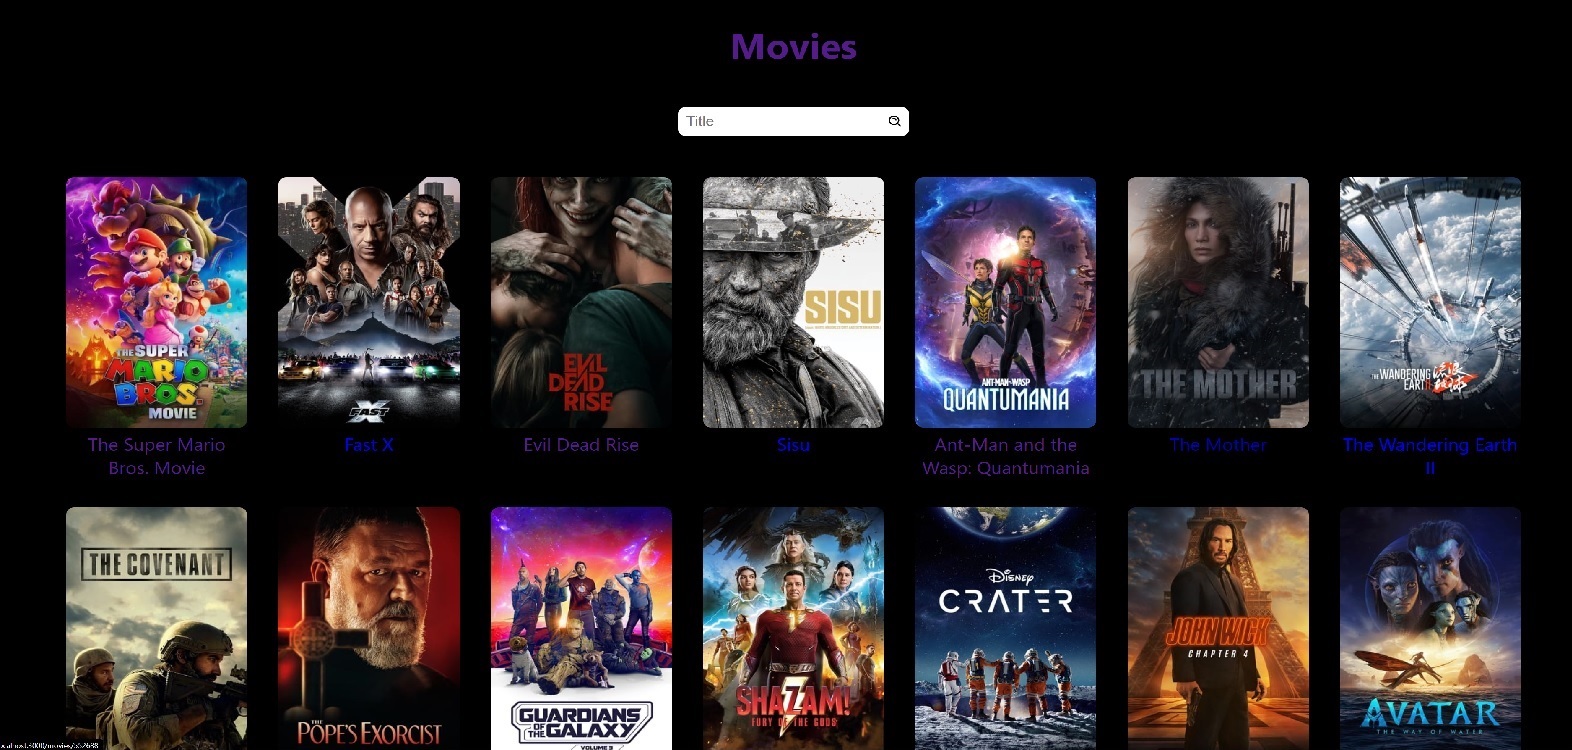 Movies
Title
THE SUPER
MARIO
BROS.
MOVIE
FAST
EVIL
DEAD
RISE
SISU
ANT-MAN AND THE WASP
QUANTUMANIA
THE MOTHER
THE WANDERING
EARTH
The Super Mario
Bros. Movie
Fast X
Evil Dead Rise
Sisu
Ant-Man and the
Wasp: Quantumania
The Mother
The Wandering Earth
II
THE COVENANT
THE
POPE'S EXORCIST
GUARDIANS
OF THE
GALAXY
VOLUME 3
SHAZAM!
FURY OF THE GODS
DISNEY
CRATER
JOHN WICK
CHAPTER 4
AVATAR
THE WAY OF WATER